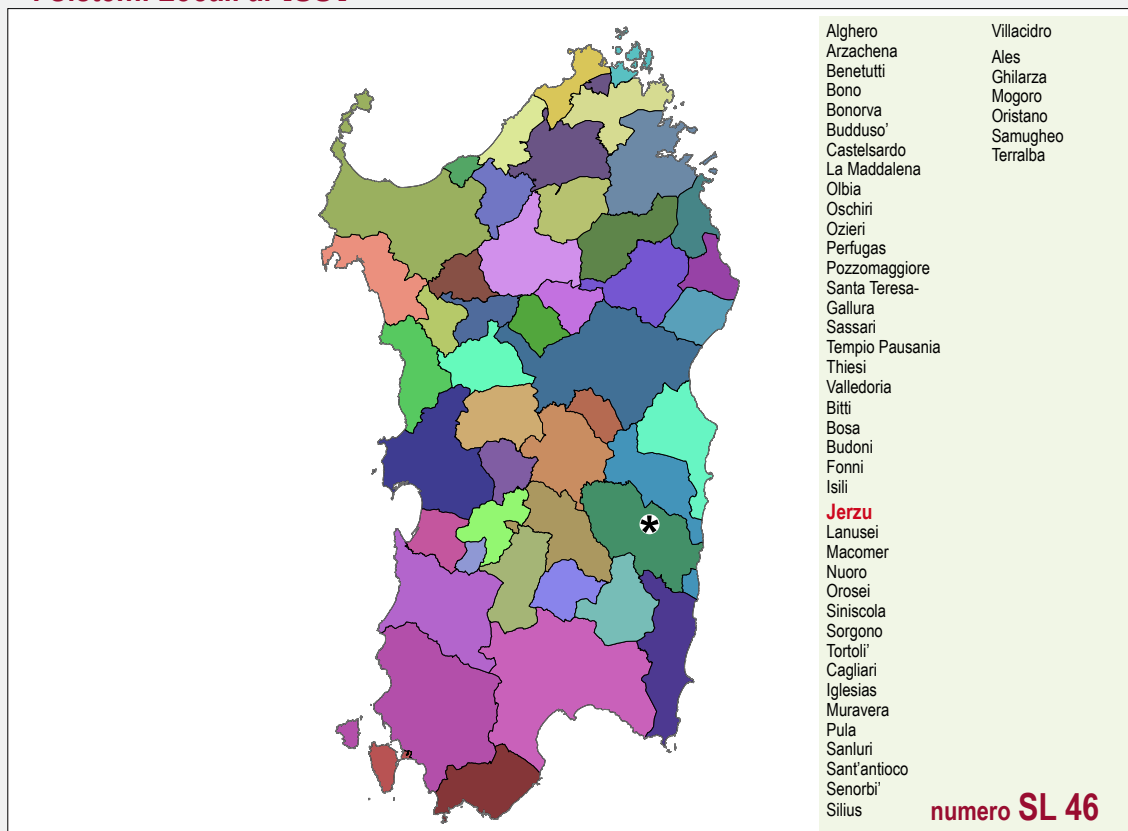 Alghero
Arzachena
Benetutti
Bono
Bonorva
Budduso'
Castelsardo
La Maddalena
Olbia
Oschiri
Ozieri
Perfugas
Pozzomaggiore
Santa Teresa-
Gallura
Sassari
Tempio Pausania
Thiesi
Valledoria
Bitti
Bosa
Budoni
Fonni
Isili
Jerzu
Lanusei
Macomer
Nuoro
Orosei
Siniscola
Sorgono
Tortoli'
Cagliari
Iglesias
Muravera
Pula
Sanluri
Sant'antioco
Senorbi'
Silius
Villacidro
Ales
Ghilarza
Mogoro
Oristano
Samugheo
Terralba
*
numero SL 46